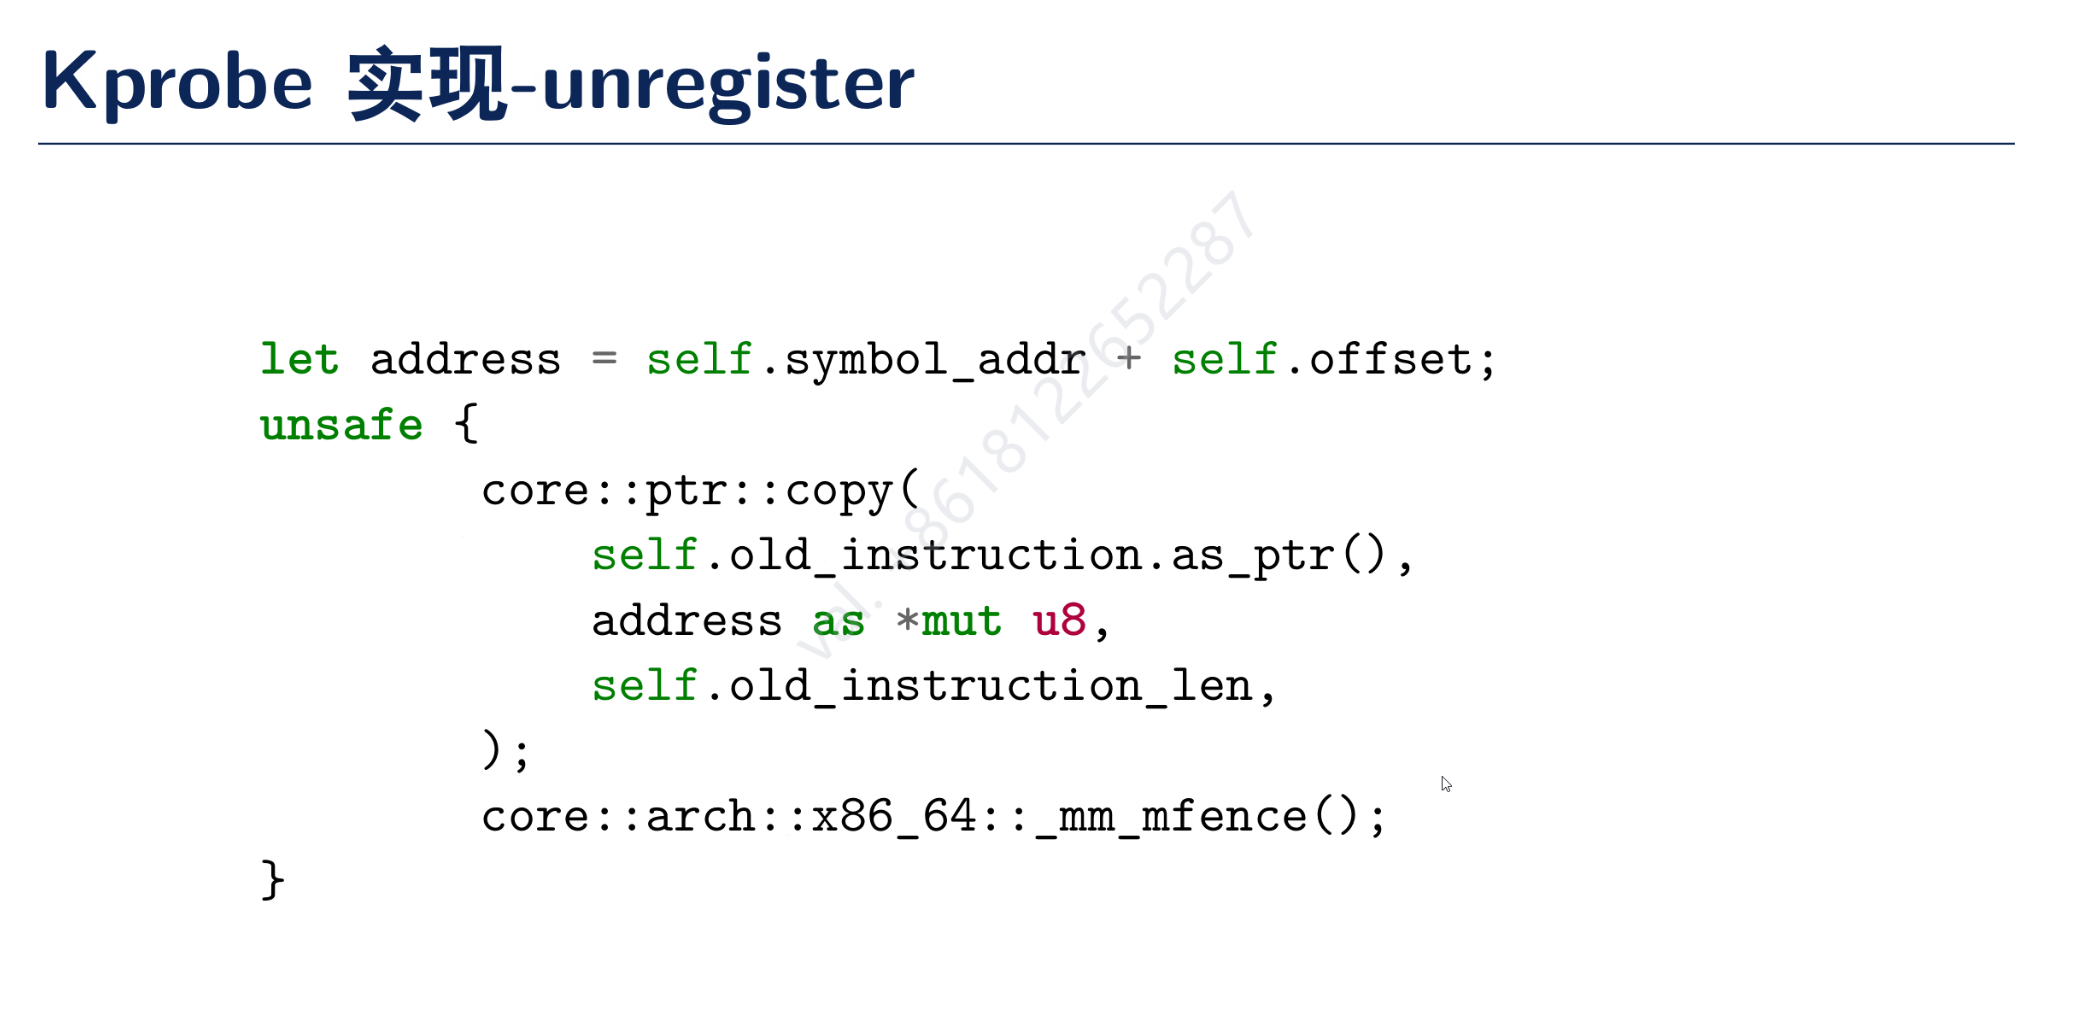 Kprobe 实现-unregister
let address = self.symbol_addr + self.offset;
unsafe {
core::ptr::copy(
self.old_instruction.as_ptr(),
address as *mut u8,
self.old_instruction_len,
);
core::arch::x86_64::_mm_mfence();
}